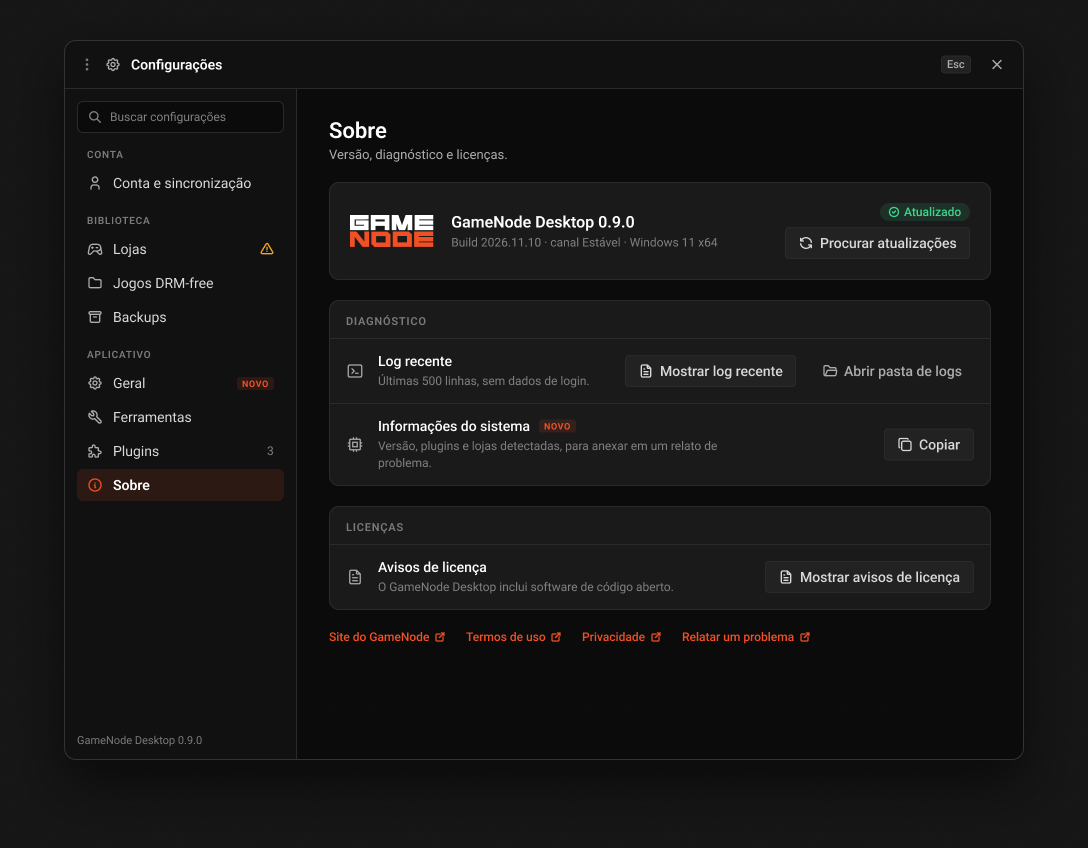 Configurações
Esc
Buscar configurações
CONTA
Conta e sincronização
BIBLIOTECA
Lojas
Jogos DRM-free
Backups
APLICATIVO
Geral NOVO
Ferramentas
Plugins 3
Sobre
GameNode Desktop 0.9.0
Sobre
Versão, diagnóstico e licenças.
GAME
NODE
GameNode Desktop 0.9.0
Build 2026.11.10 · canal Estável · Windows 11 x64
Atualizado
Procurar atualizações
DIAGNÓSTICO
Log recente
Últimas 500 linhas, sem dados de login.
Mostrar log recente
Abrir pasta de logs
Informações do sistema NOVO
Versão, plugins e lojas detectadas, para anexar em um relato de
problema.
Copiar
LICENÇAS
Avisos de licença
O GameNode Desktop inclui software de código aberto.
Mostrar avisos de licença
Site do GameNode Termos de uso Privacidade Relatar um problema